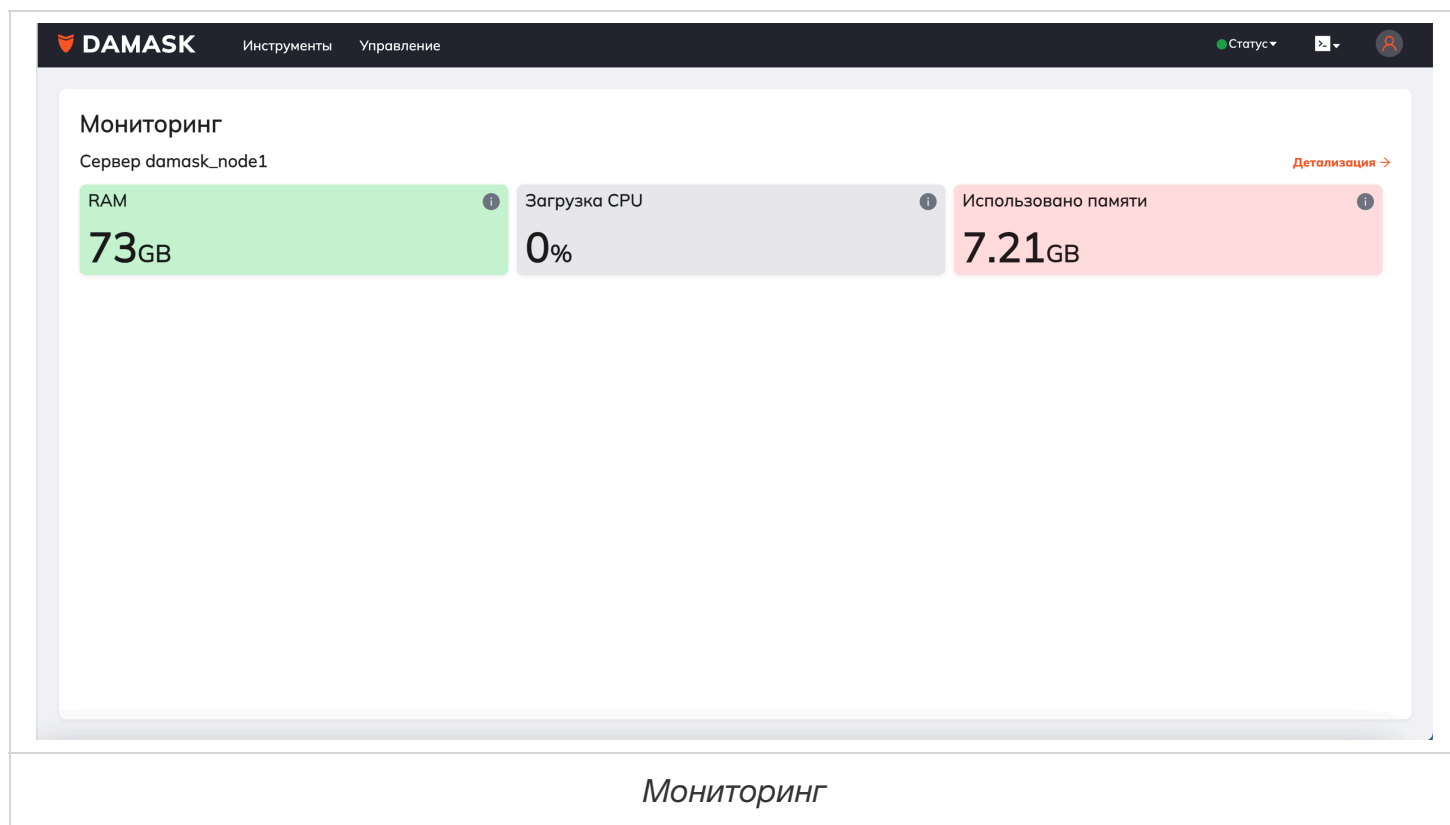 DAMASK Инструменты Управление Статус
Мониторинг
Сервер damask_node1 Детализация →
RAM Загрузка CPU Использовано памяти
73GB 0% 7.21GB
Мониторинг